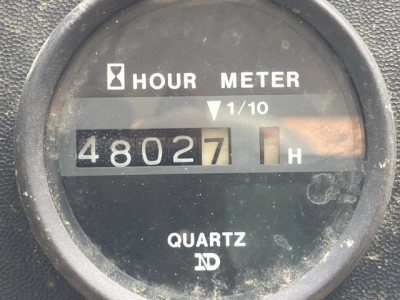 HOUR METER
1/10
48027 H
QUARTZ
ND